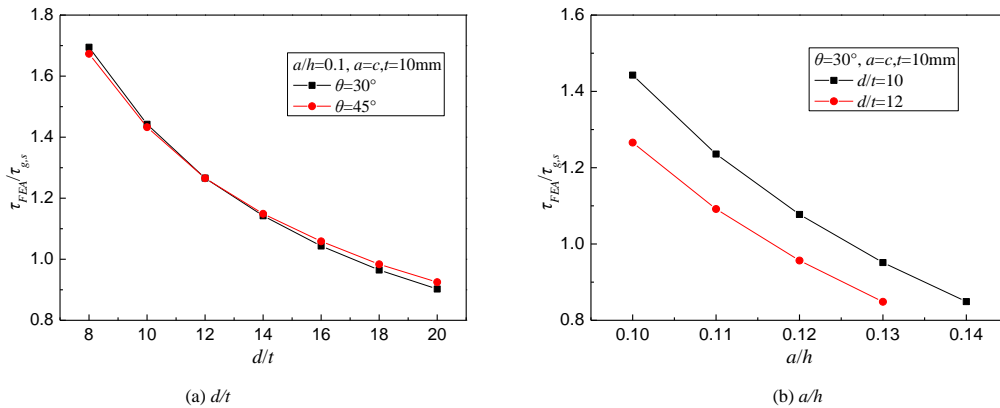 1.8
1.6
1.4
1.2
1.0
0.8
τFEA/τg,s
a/h=0.1, a=c,t=10mm
θ=30°
θ=45°
8 10 12 14 16 18 20
d/t
(a) d/t
1.6
1.4
1.2
1.0
0.8
τFEA/τg,s
θ=30°, a=c,t=10mm
d/t=10
d/t=12
0.10 0.11 0.12 0.13 0.14
a/h
(b) a/h